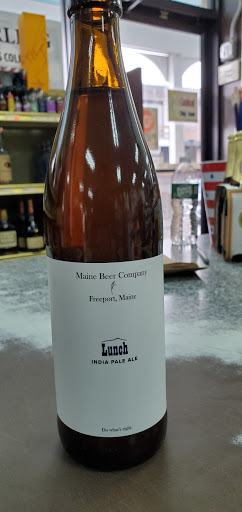 Maine Beer Company
Freeport, Maine
Lunch
INDIA PALE ALE
Do what's right.